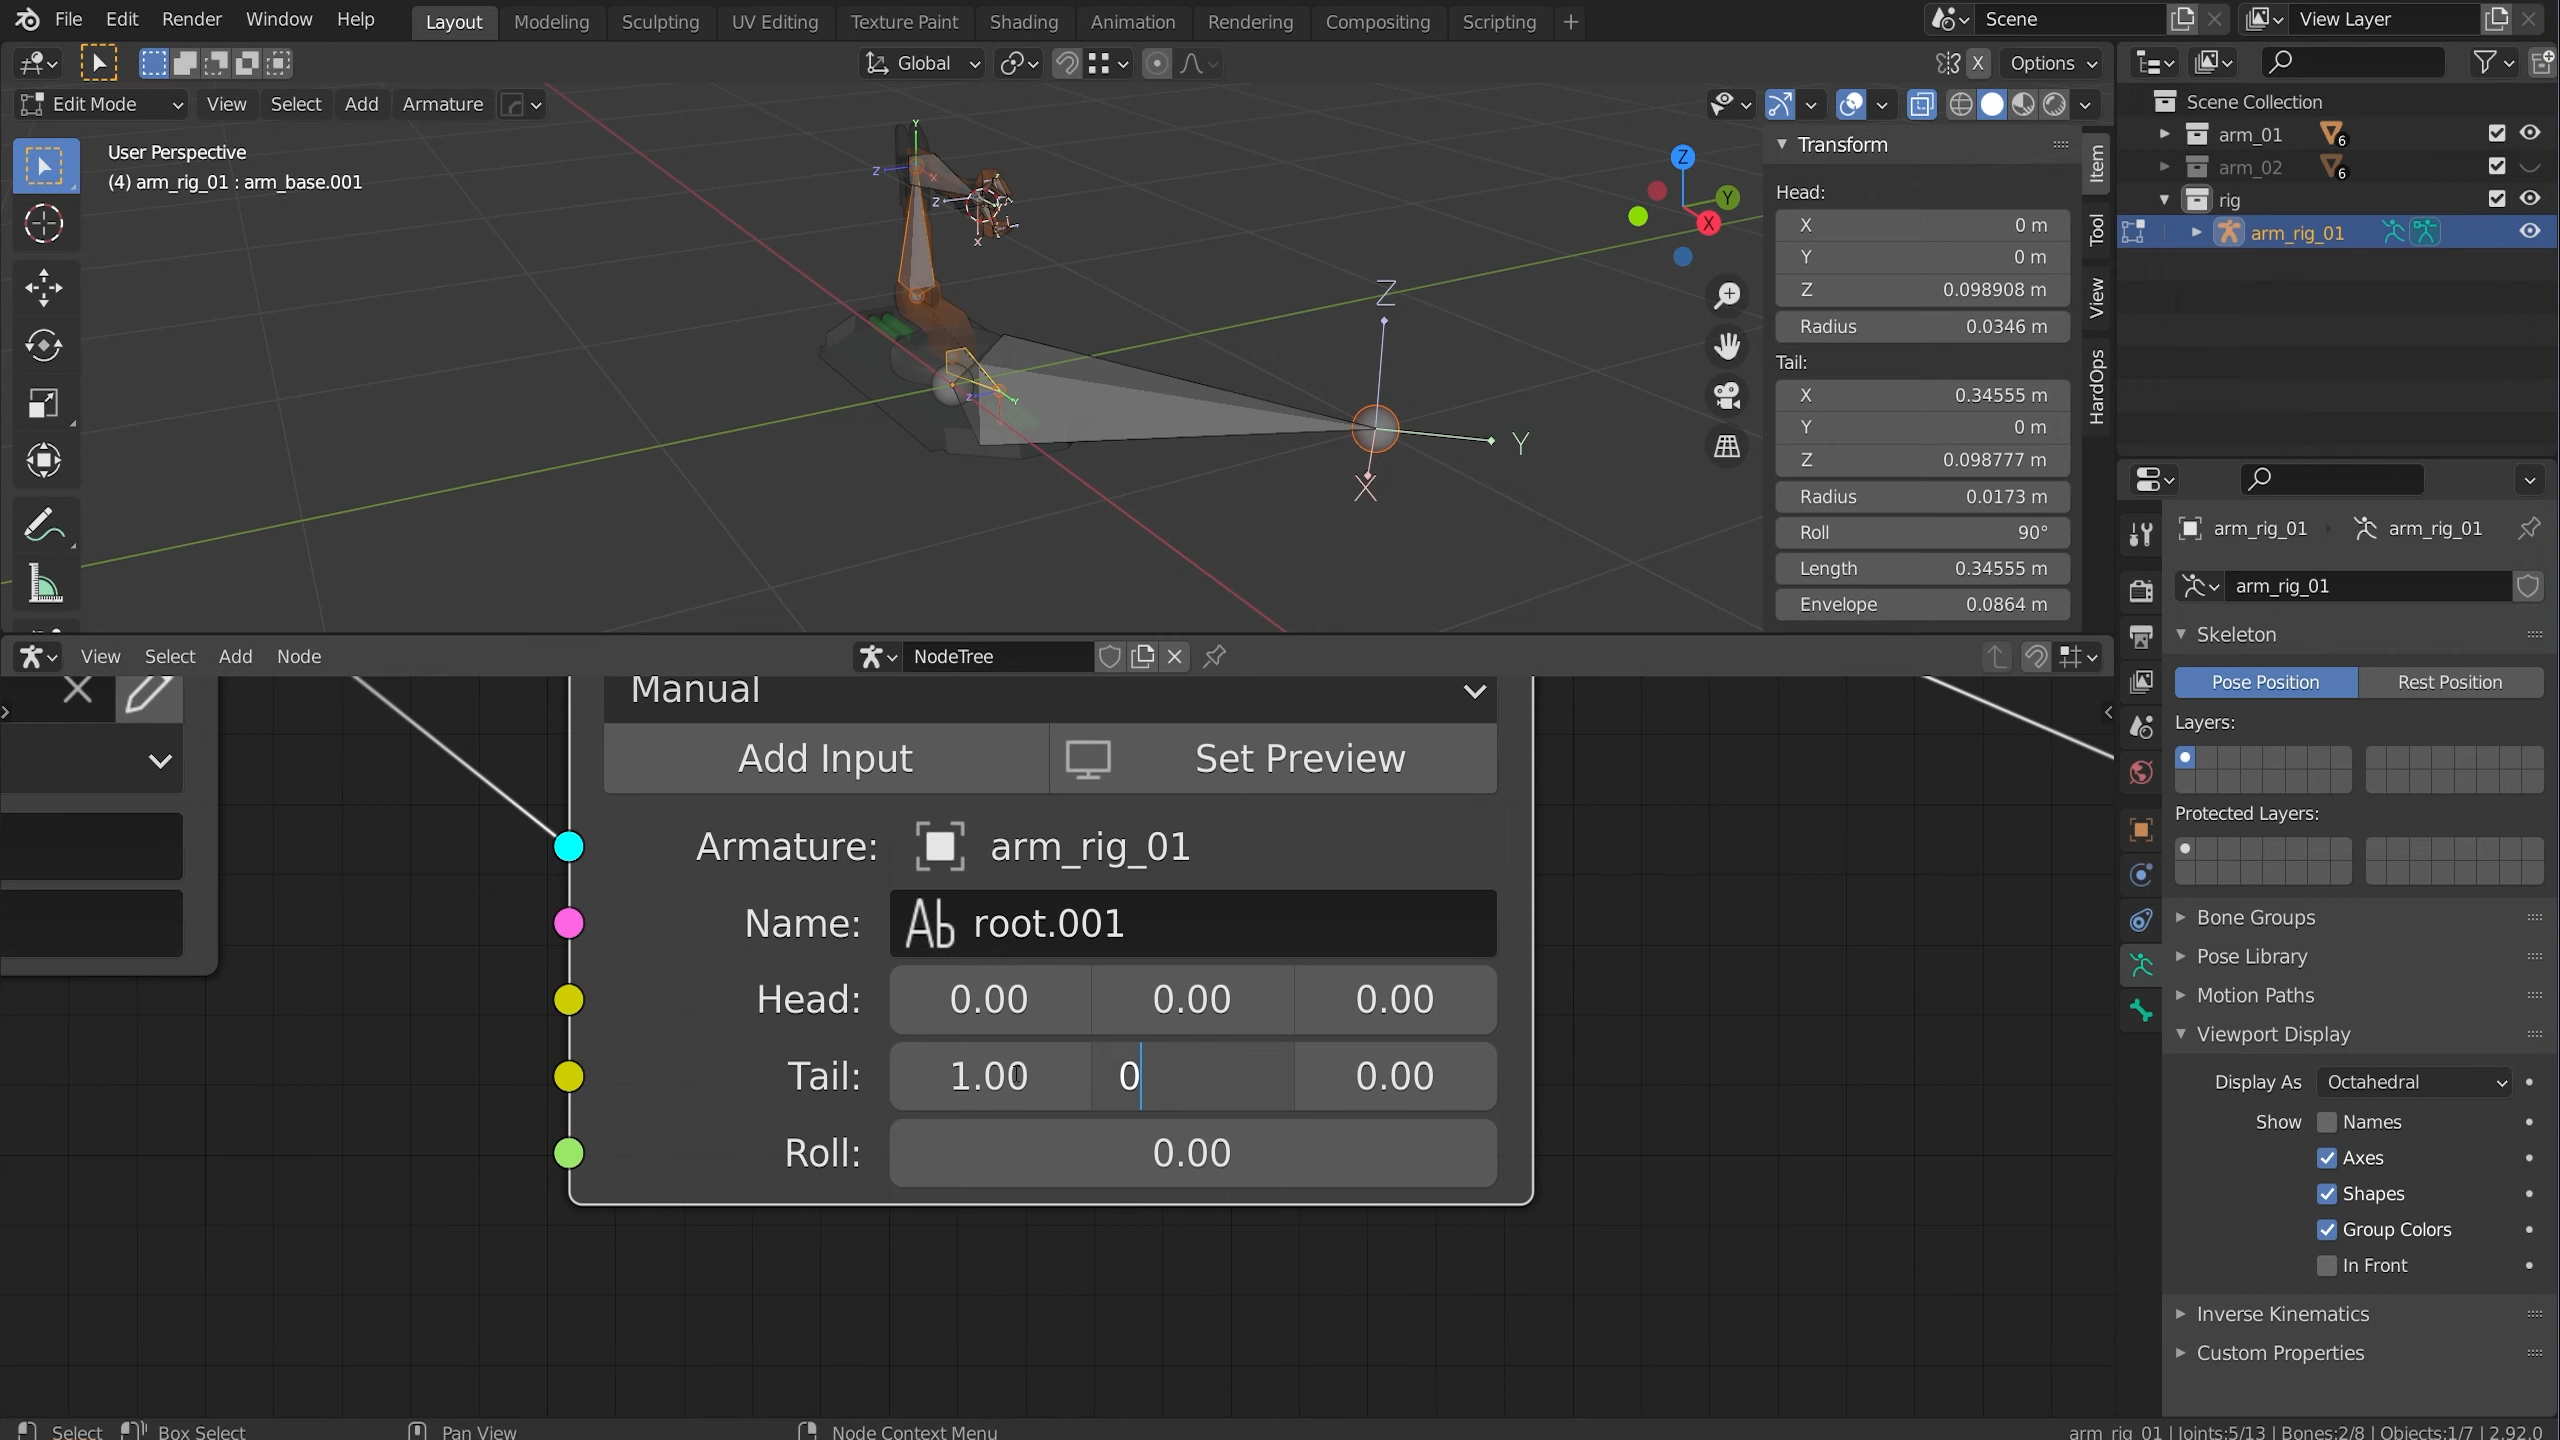 File Edit Render Window Help Layout Modeling Sculpting UV Editing Texture Paint Shading Animation Rendering Compositing Scripting + Scene View Layer
Global X Options
Edit Mode View Select Add Armature
User Perspective
(4) arm_rig_01 : arm_base.001
Y
Z
X
Z
X
Z
Y
Z
X
Y
Z
Y
X
Transform
Head:
X 0 m
Y 0 m
Z 0.098908 m
Radius 0.0346 m
Tail:
X 0.34555 m
Y 0 m
Z 0.098777 m
Radius 0.0173 m
Roll 90°
Length 0.34555 m
Envelope 0.0864 m
Item
Tool
View
HardOps
Scene Collection
arm_01 6
arm_02 6
rig
arm_rig_01
arm_rig_01 arm_rig_01
arm_rig_01
Skeleton
Pose Position Rest Position
Layers:
Protected Layers:
Bone Groups
Pose Library
Motion Paths
Viewport Display
Display As Octahedral
Show Names
Axes
Shapes
Group Colors
In Front
Inverse Kinematics
Custom Properties
View Select Add Node NodeTree
Manual
Add Input Set Preview
Armature: arm_rig_01
Name: Ab root.001
Head: 0.00 0.00 0.00
Tail: 1.00 0 0.00
Roll: 0.00
Select Box Select Pan View Node Context Menu arm_rig_01 | Joints:5/13 | Bones:2/8 | Objects:1/7 | 2.92.0